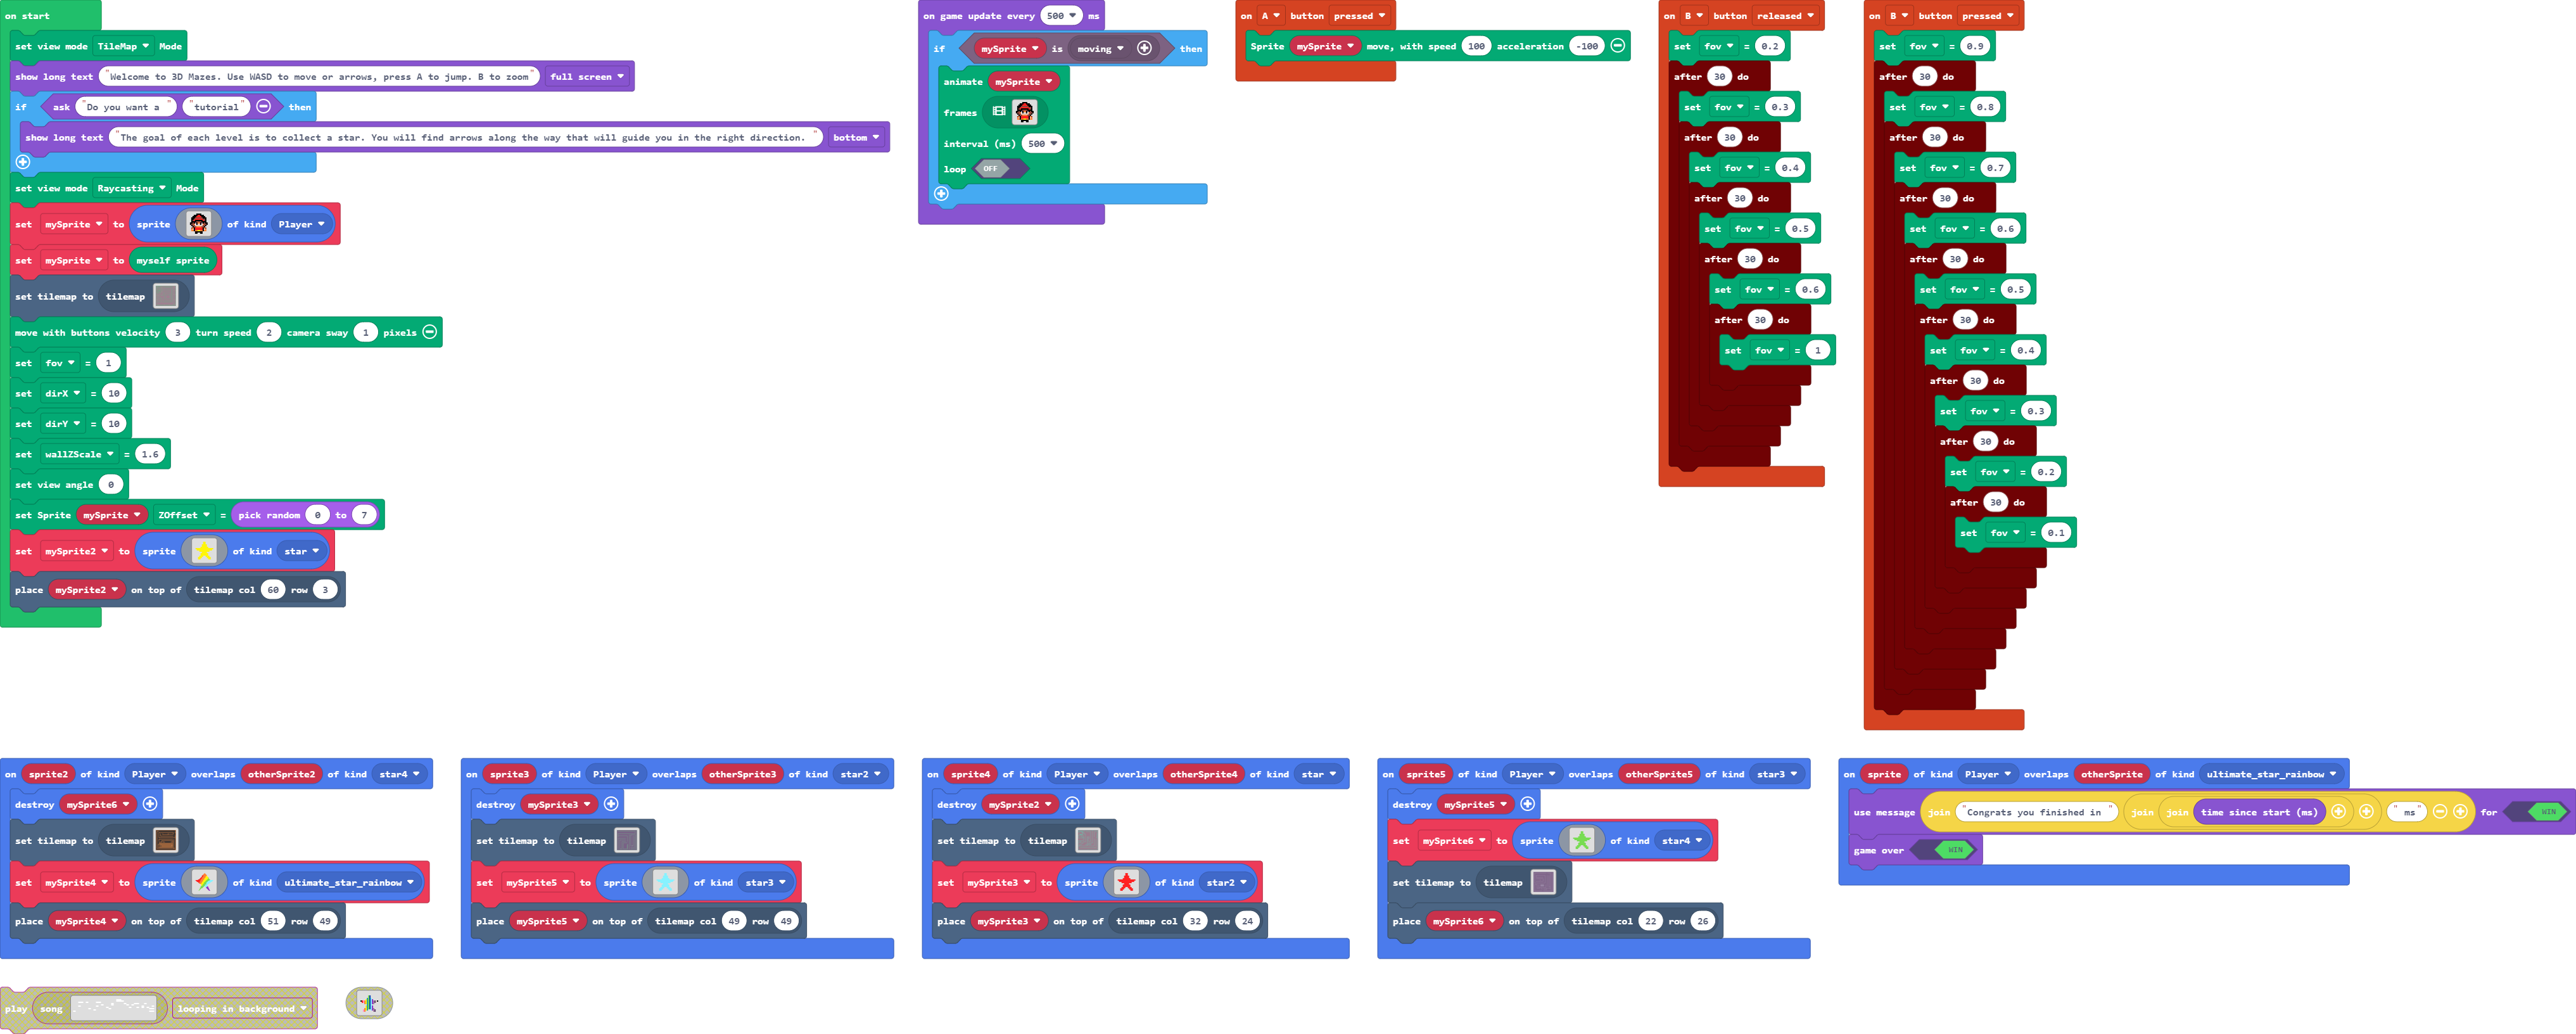 on start
set view mode TileMap Mode
show long text "Welcome to 3D Mazes. Use WASD to move or arrows, press A to jump. B to zoom" full screen
if ask "Do you want a " "tutorial" then
show long text "The goal of each level is to collect a star. You will find arrows along the way that will guide you in the right direction. " bottom
set view mode Raycasting Mode
set mySprite to sprite of kind Player
set mySprite to myself sprite
set tilemap to tilemap
move with buttons velocity 3 turn speed 2 camera sway 1 pixels
set fov = 1
set dirX = 10
set dirY = 10
set wallZScale = 1.6
set view angle 0
set Sprite mySprite ZOffset = pick random 0 to 7
set mySprite2 to sprite of kind star
place mySprite2 on top of tilemap col 60 row 3
on game update every 500 ms
if mySprite is moving then
animate mySprite
frames
interval (ms) 500
loop OFF
on A button pressed
Sprite mySprite move, with speed 100 acceleration -100
on B button released
set fov = 0.2
after 30 do
set fov = 0.3
after 30 do
set fov = 0.4
after 30 do
set fov = 0.5
after 30 do
set fov = 0.6
after 30 do
set fov = 1
on B button pressed
set fov = 0.9
after 30 do
set fov = 0.8
after 30 do
set fov = 0.7
after 30 do
set fov = 0.6
after 30 do
set fov = 0.5
after 30 do
set fov = 0.4
after 30 do
set fov = 0.3
after 30 do
set fov = 0.2
after 30 do
set fov = 0.1
on sprite2 of kind Player overlaps otherSprite2 of kind star4
destroy mySprite6
set tilemap to tilemap
set mySprite4 to sprite of kind ultimate_star_rainbow
place mySprite4 on top of tilemap col 51 row 49
on sprite3 of kind Player overlaps otherSprite3 of kind star2
destroy mySprite3
set tilemap to tilemap
set mySprite5 to sprite of kind star3
place mySprite5 on top of tilemap col 49 row 49
on sprite4 of kind Player overlaps otherSprite4 of kind star
destroy mySprite2
set tilemap to tilemap
set mySprite3 to sprite of kind star2
place mySprite3 on top of tilemap col 32 row 24
on sprite5 of kind Player overlaps otherSprite5 of kind star3
destroy mySprite5
set mySprite6 to sprite of kind star4
set tilemap to tilemap
place mySprite6 on top of tilemap col 22 row 26
on sprite of kind Player overlaps otherSprite of kind ultimate_star_rainbow
use message join "Congrats you finished in " join join time since start (ms) " ms" for WIN
game over WIN
play song looping in background